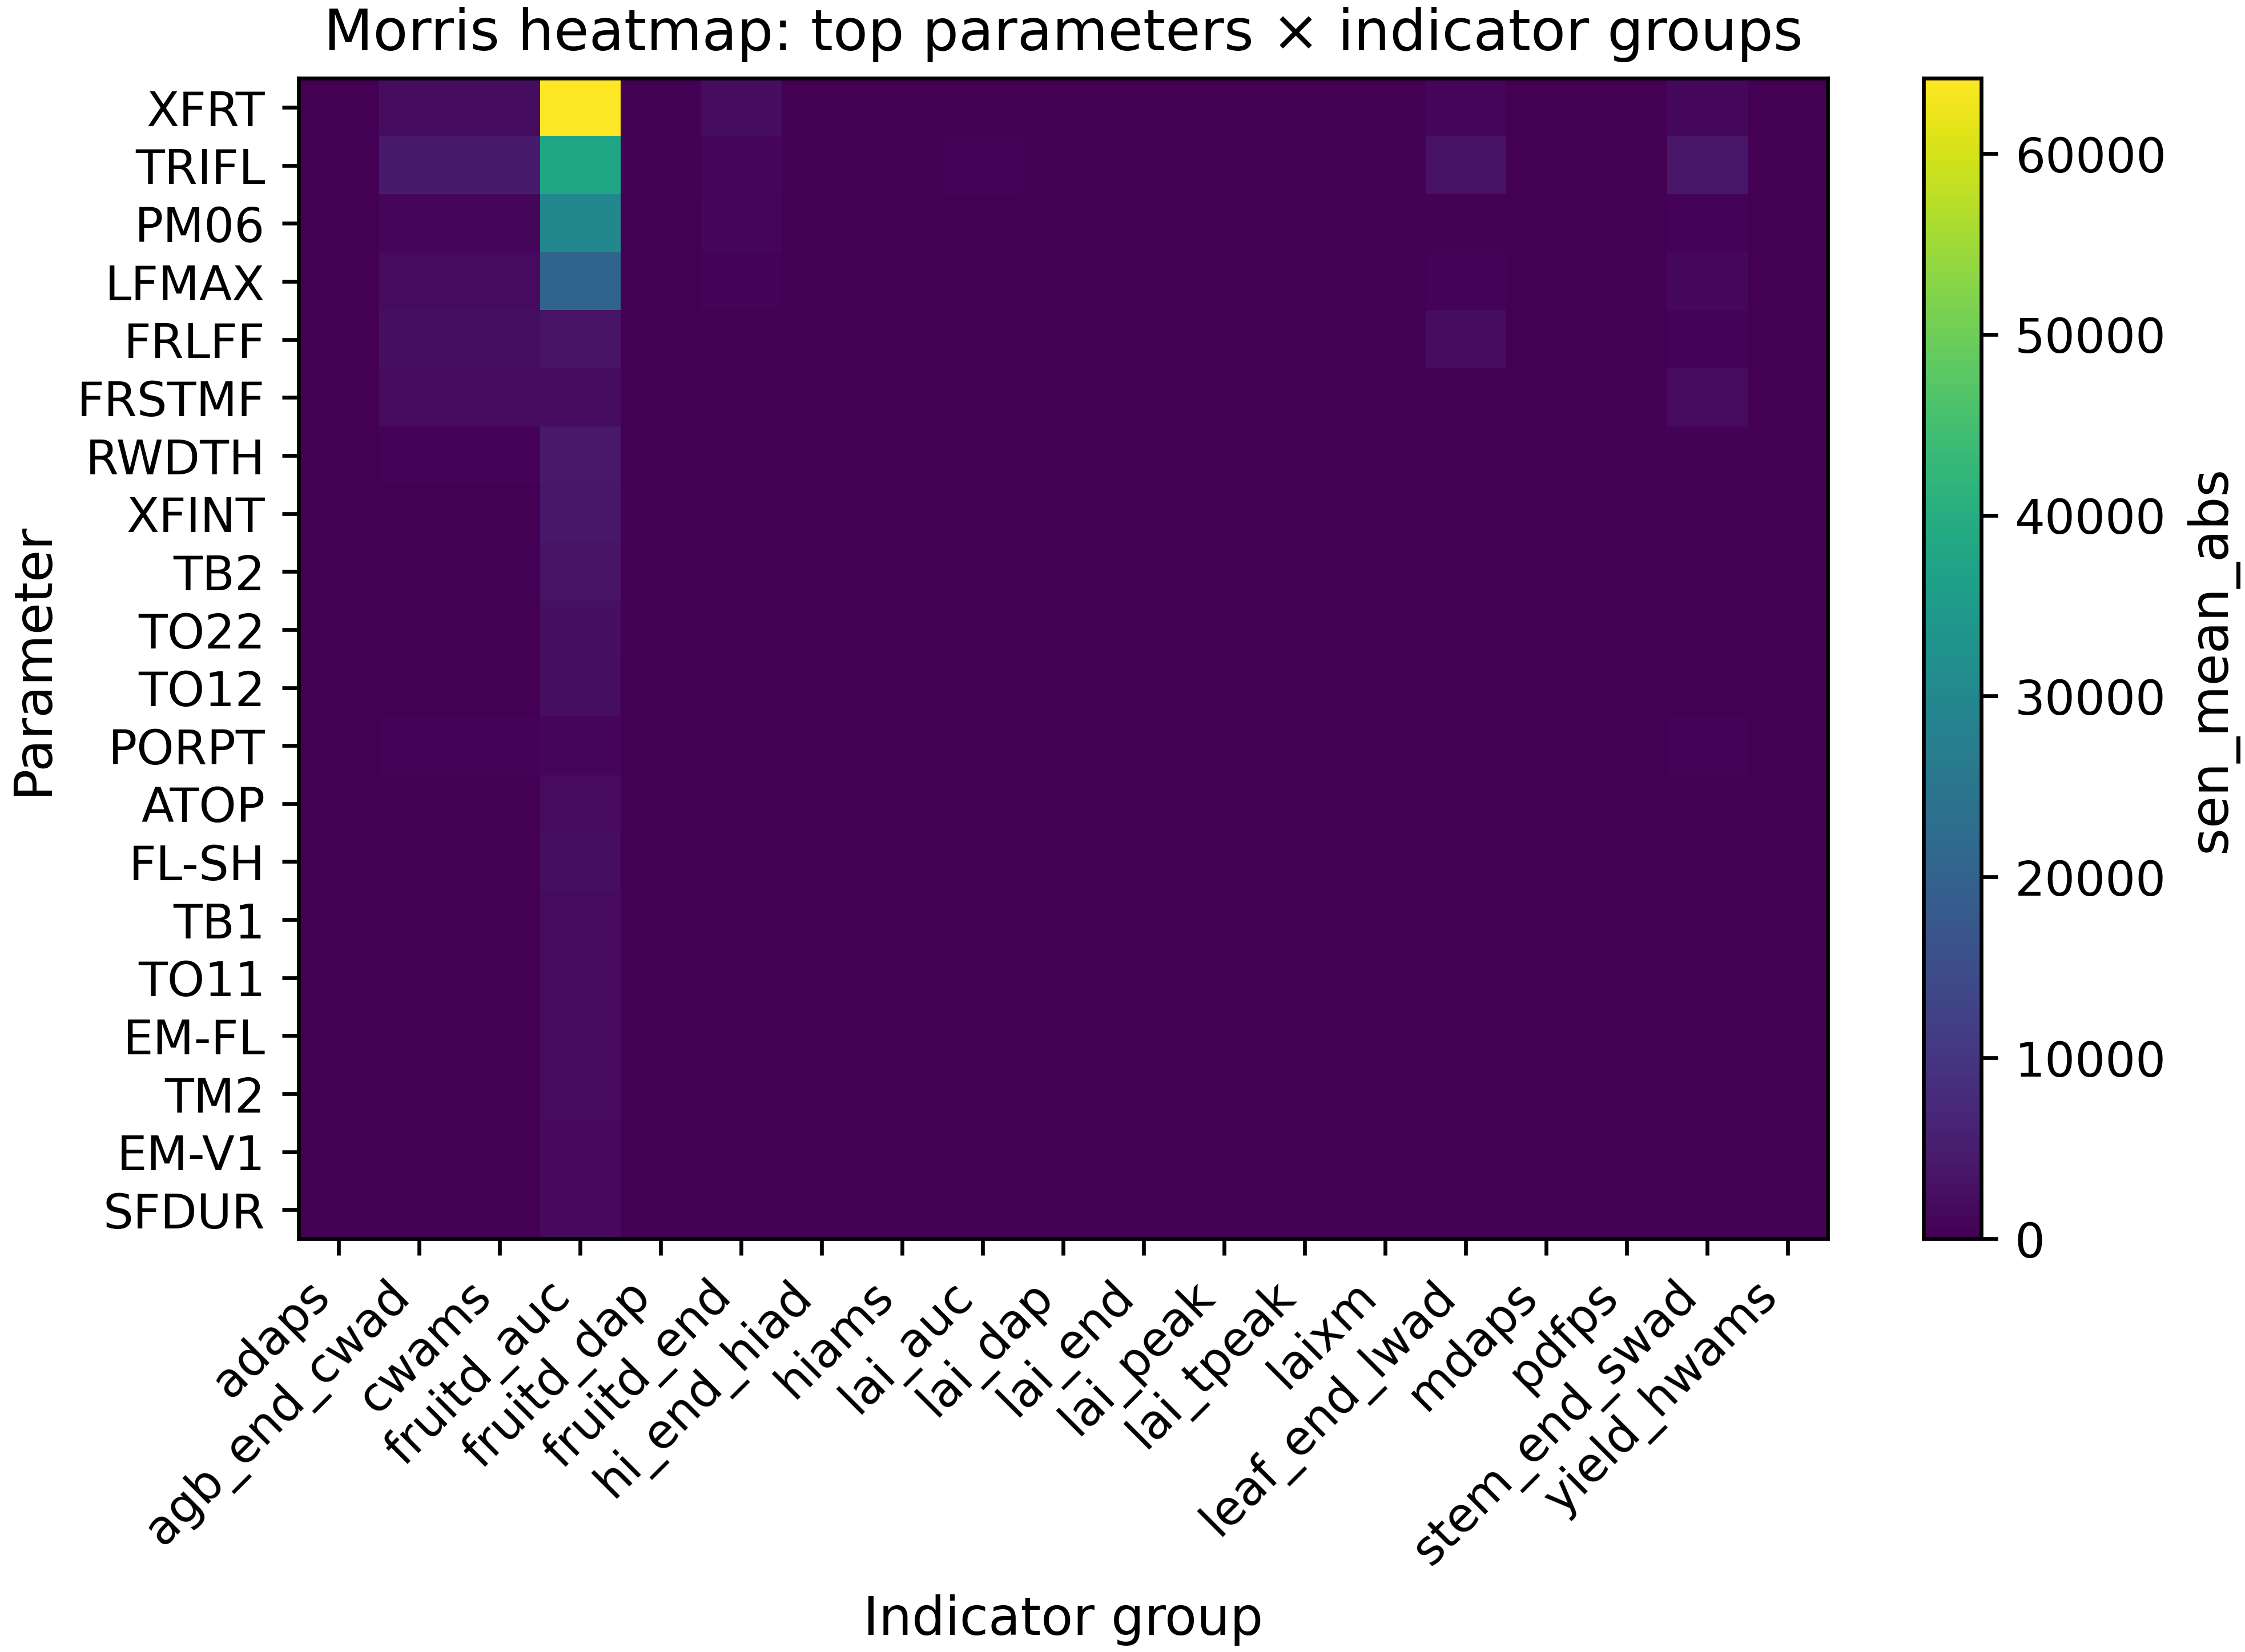 Morris heatmap: top parameters × indicator groups
Parameter
XFRT
TRIFL
PM06
LFMAX
FRLFF
FRSTMF
RWDTH
XFINT
TB2
TO22
TO12
PORPT
ATOP
FL-SH
TB1
TO11
EM-FL
TM2
EM-V1
SFDUR
adaps
agb_end_cwad
cwams
fruitd_auc
fruitd_dap
fruitd_end
hi_end_hiad
hiams
lai_auc
lai_dap
lai_end
lai_peak
lai_tpeak
laixm
leaf_end_lwad
mdaps
pdfps
stem_end_swad
yield_hwams
Indicator group
60000
50000
40000
30000
20000
10000
0
sen_mean_abs